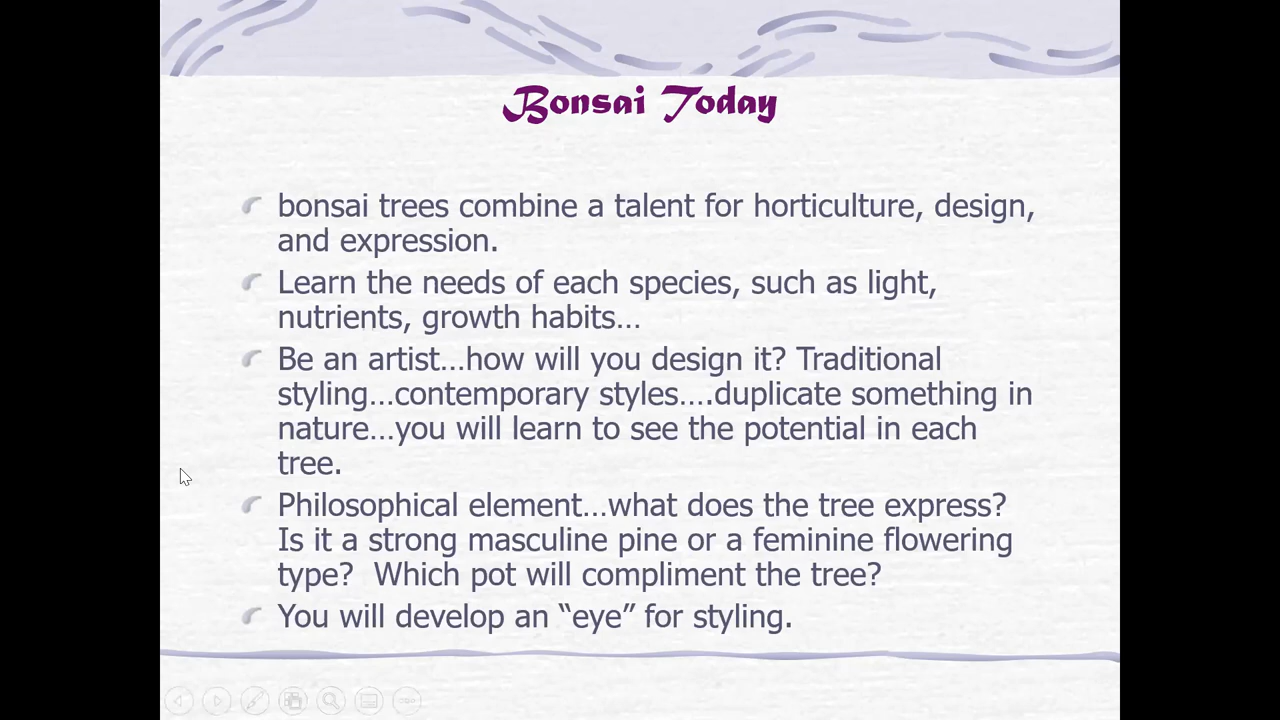 Bonsai Today
bonsai trees combine a talent for horticulture, design,
and expression.
Learn the needs of each species, such as light,
nutrients, growth habits...
Be an artist...how will you design it? Traditional
styling...contemporary styles....duplicate something in
nature...you will learn to see the potential in each
tree.
Philosophical element...what does the tree express?
Is it a strong masculine pine or a feminine flowering
type?  Which pot will compliment the tree?
You will develop an “eye” for styling.